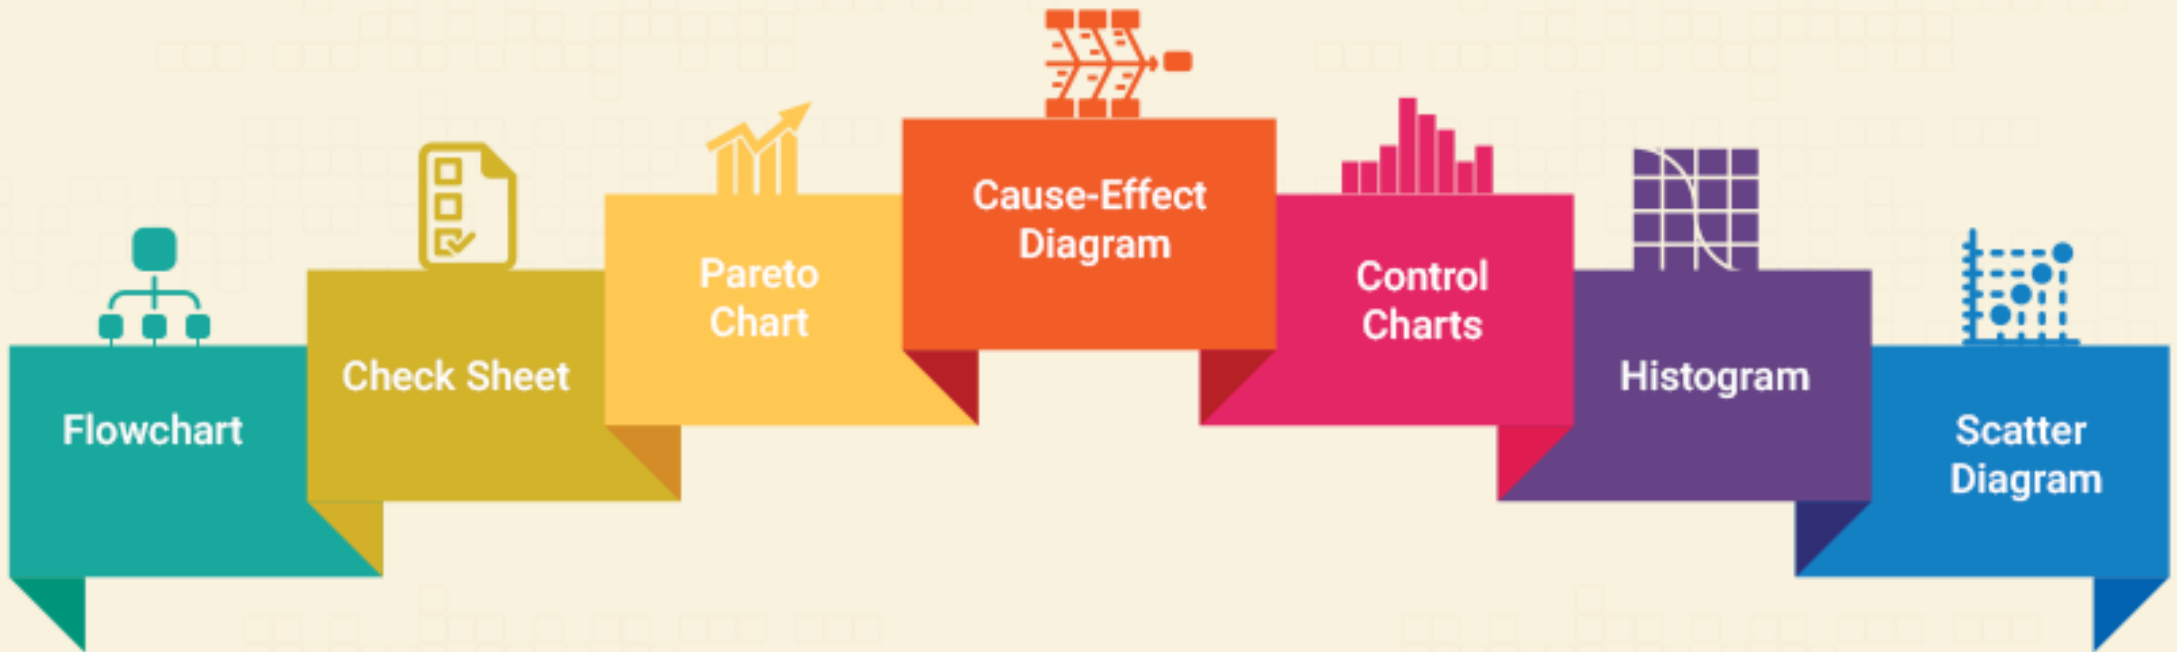 Flowchart
Check Sheet
Pareto
Chart
Cause-Effect
Diagram
Control
Charts
Histogram
Scatter
Diagram